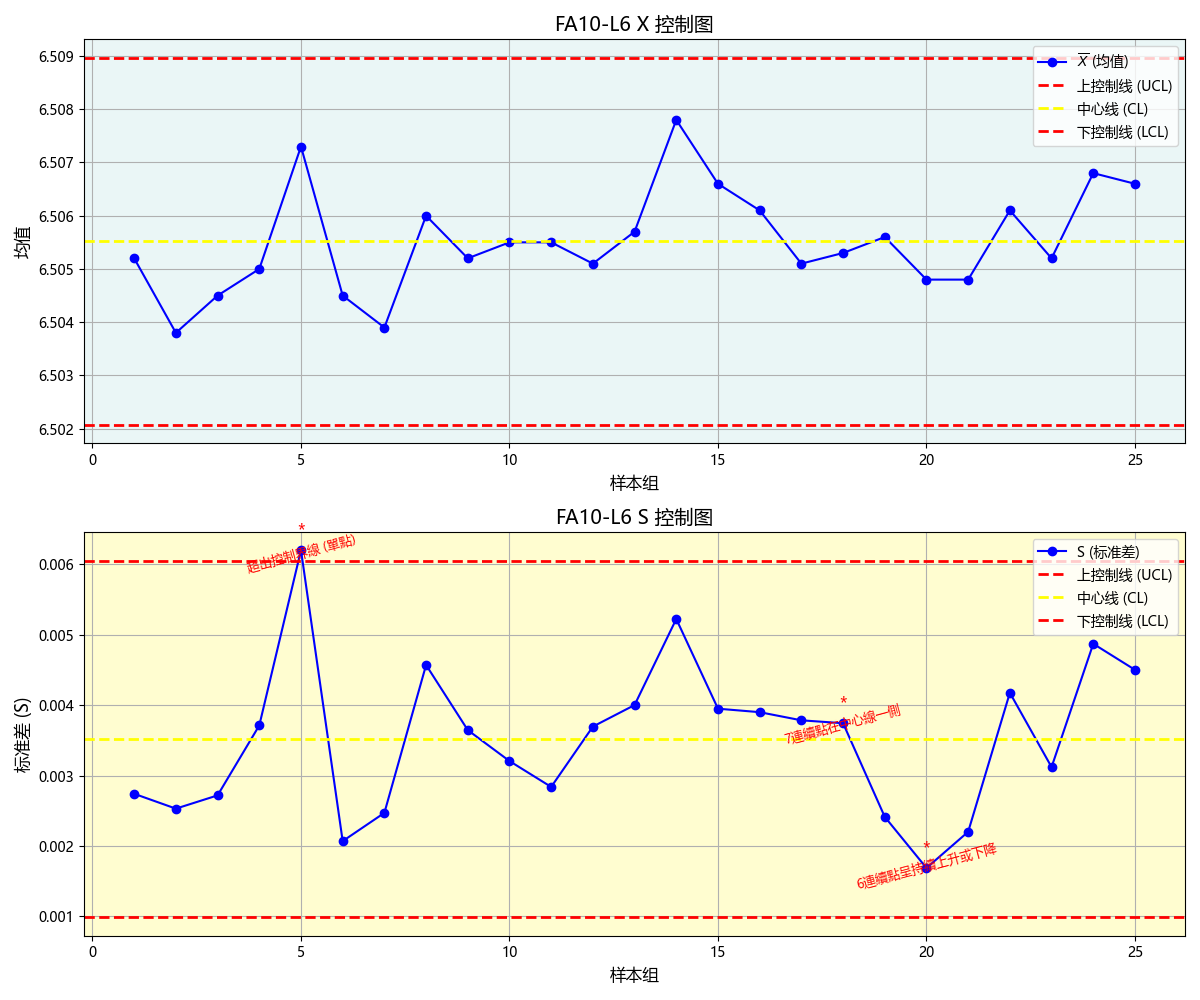 FA10-L6 X 控制图
6.509
6.508
6.507
6.506
6.505
6.504
6.503
6.502
均值
X (均值)
上控制线 (UCL)
中心线 (CL)
下控制线 (LCL)
0
5
10
15
20
25
样本组
FA10-L6 S 控制图
0.006
0.005
0.004
0.003
0.002
0.001
标准差 (S)
*
超出控制界線 (單點)
S (标准差)
上控制线 (UCL)
中心线 (CL)
下控制线 (LCL)
*
7連續點在中心線一側
*
6連續點呈持續上升或下降
0
5
10
15
20
25
样本组